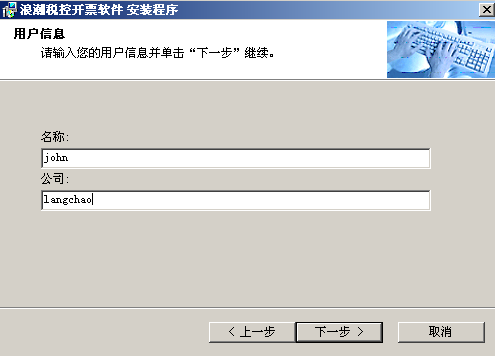 浪潮税控开票软件 安装程序
用户信息
请输入您的用户信息并单击“下一步”继续。
名称:
john
公司:
langchao
< 上一步
下一步 >
取消